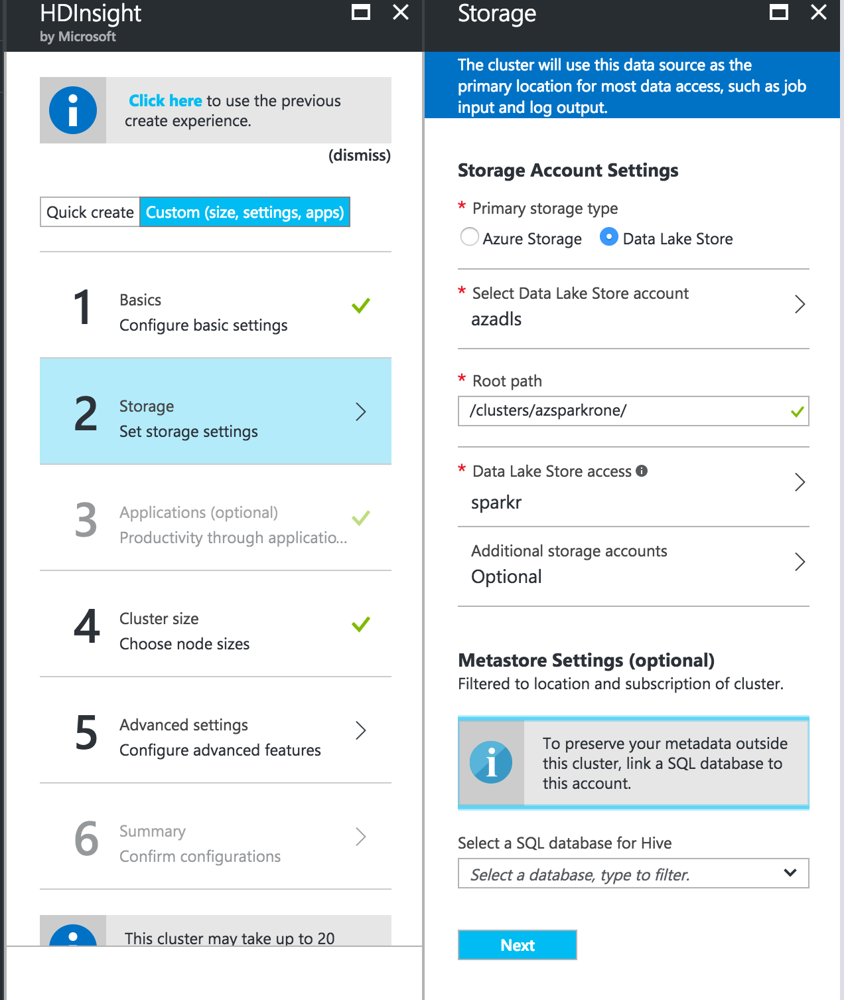 HDInsight
by Microsoft
Click here to use the previous
create experience.
(dismiss)
Quick create
Custom (size, settings, apps)
1
Basics
Configure basic settings
2
Storage
Set storage settings
3
Applications (optional)
Productivity through applicatio...
4
Cluster size
Choose node sizes
5
Advanced settings
Configure advanced features
6
Summary
Confirm configurations
This cluster may take up to 20
Storage
The cluster will use this data source as the
primary location for most data access, such as job
input and log output.
Storage Account Settings
* Primary storage type
Azure Storage
Data Lake Store
* Select Data Lake Store account
azadls
* Root path
/clusters/azsparkrone/
* Data Lake Store access
sparkr
Additional storage accounts
Optional
Metastore Settings (optional)
Filtered to location and subscription of cluster.
To preserve your metadata outside
this cluster, link a SQL database to
this account.
Select a SQL database for Hive
Select a database, type to filter.
Next